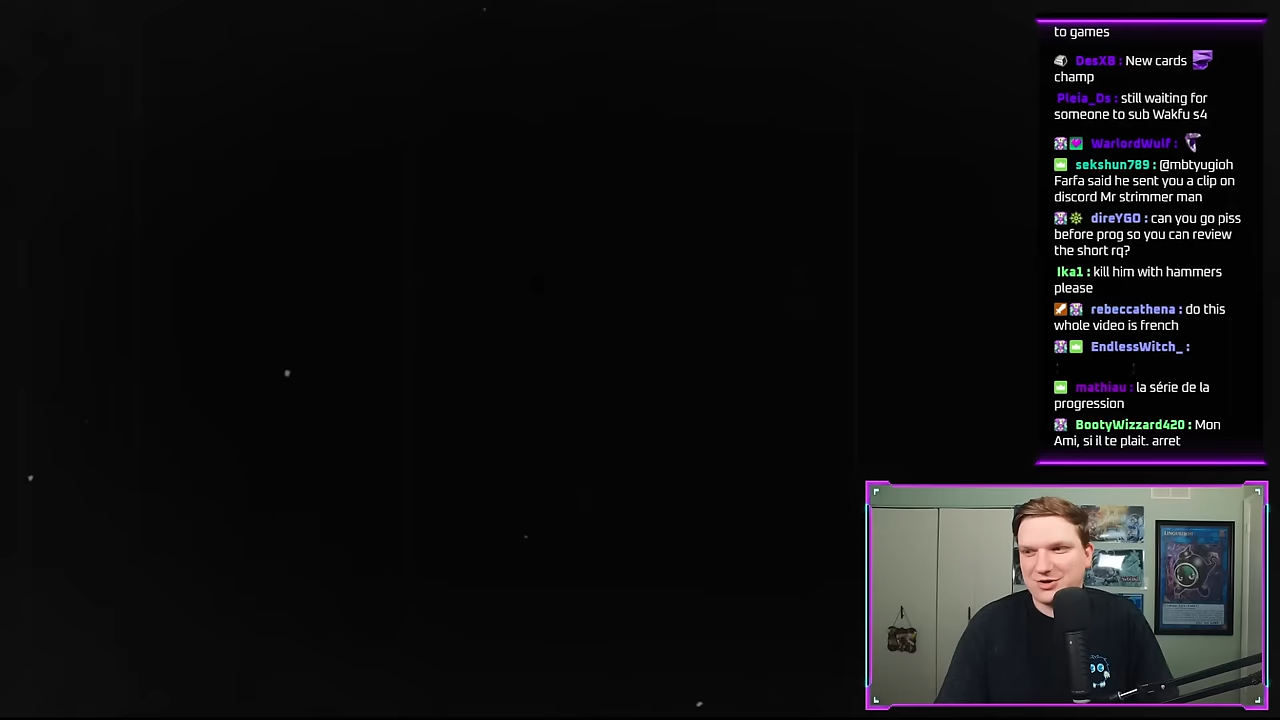 to games
DesXB : New cards
champ
Pleia_Ds : still waiting for
someone to sub Wakfu s4
WarlordWulf :
sekshun789 : @mbtyugioh
Farfa said he sent you a clip on
discord Mr strimmer man
direYGO : can you go piss
before prog so you can review
the short rq?
Ika1 : kill him with hammers
please
rebeccathena : do this
whole video is french
EndlessWitch_ :
mathiau : la série de la
progression
BootyWizzard420 : Mon
Ami, si il te plait. arret
LINKURIBOH